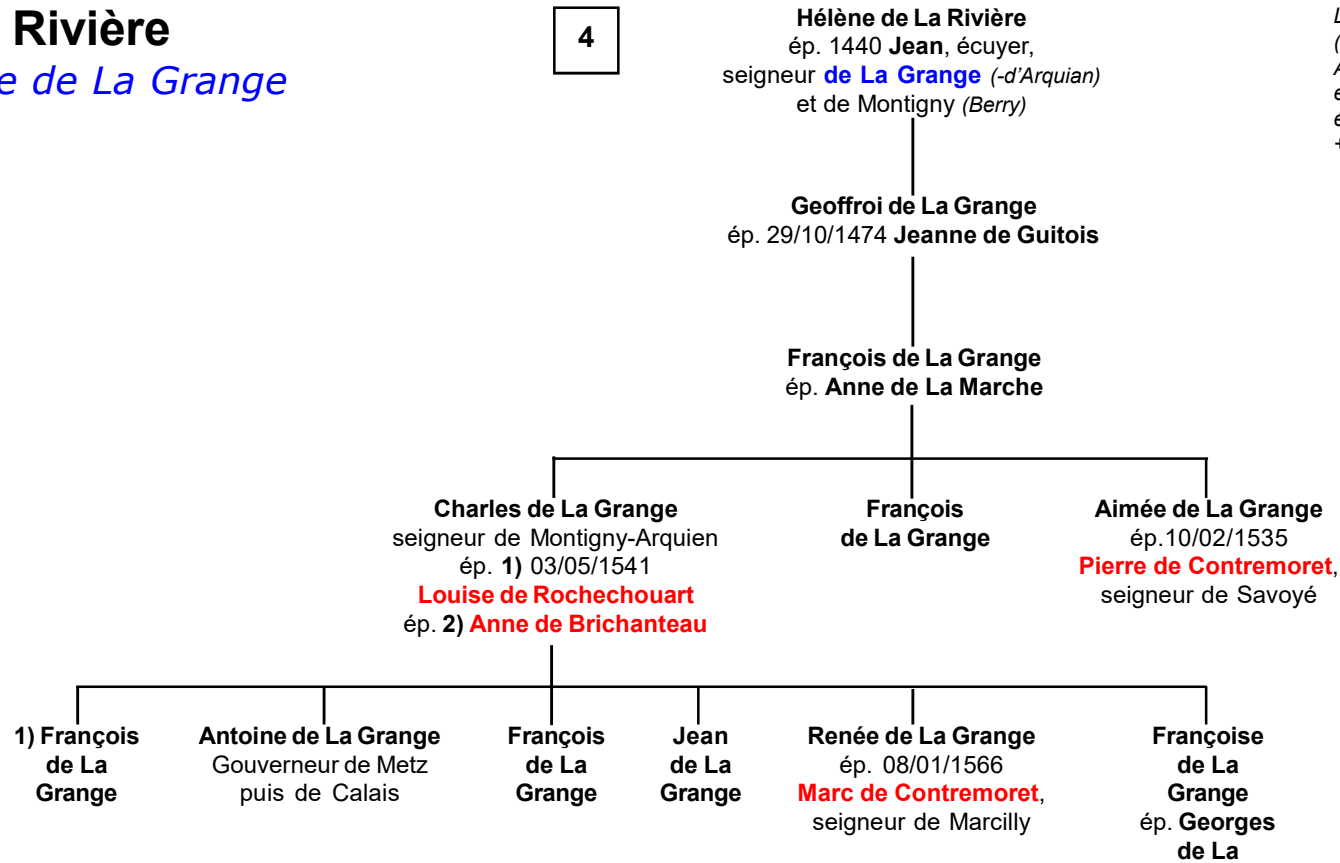 Rivière
e de La Grange
4
Hélène de La Rivière
ép. 1440 Jean, écuyer,
seigneur de La Grange (-d'Arquian)
et de Montigny (Berry)
Geoffroi de La Grange
ép. 29/10/1474 Jeanne de Guitois
François de La Grange
ép. Anne de La Marche
Charles de La Grange
seigneur de Montigny-Arquien
ép. 1) 03/05/1541
Louise de Rochechouart
ép. 2) Anne de Brichanteau
François
de La Grange
Aimée de La Grange
ép.10/02/1535
Pierre de Contremoret,
seigneur de Savoyé
1) François
de La
Grange
Antoine de La Grange
Gouverneur de Metz
puis de Calais
François
de La
Grange
Jean
de La
Grange
Renée de La Grange
ép. 08/01/1566
Marc de Contremoret,
seigneur de Marcilly
Françoise
de La
Grange
ép. Georges
de La